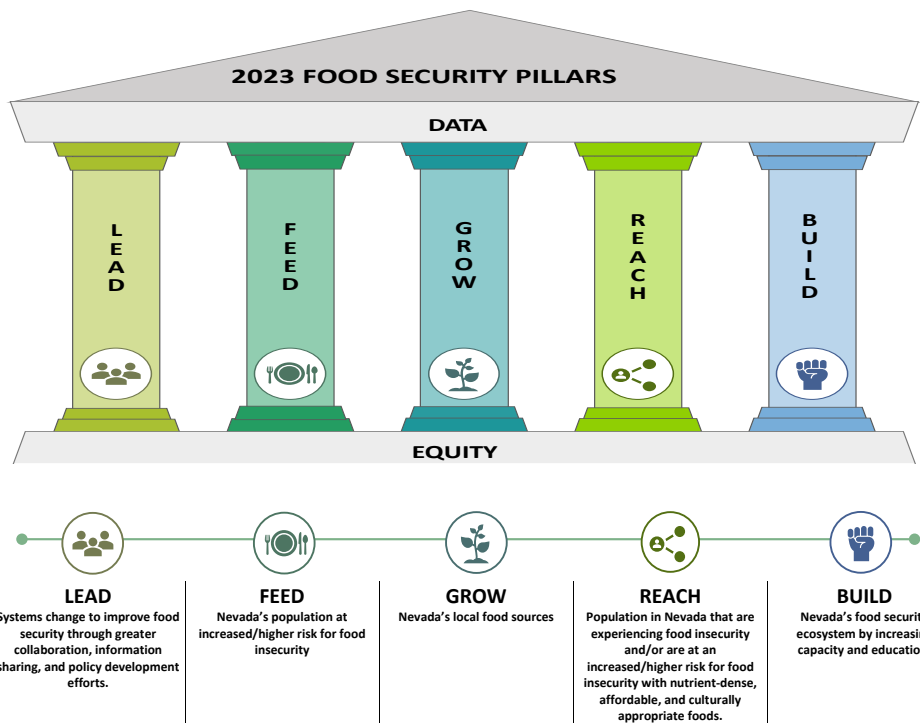 2023 FOOD SECURITY PILLARS
DATA
LEAD
FEED
GROW
REACH
BUILD
EQUITY
LEAD
Systems change to improve food
security through greater
collaboration, information
sharing, and policy development
efforts.
FEED
Nevada's population at
increased/higher risk for food
insecurity
GROW
Nevada's local food sources
REACH
Population in Nevada that are
experiencing food insecurity
and/or are at an
increased/higher risk for food
insecurity with nutrient-dense,
affordable, and culturally
appropriate foods.
BUILD
Nevada's food securit
ecosystem by increasin
capacity and educatio